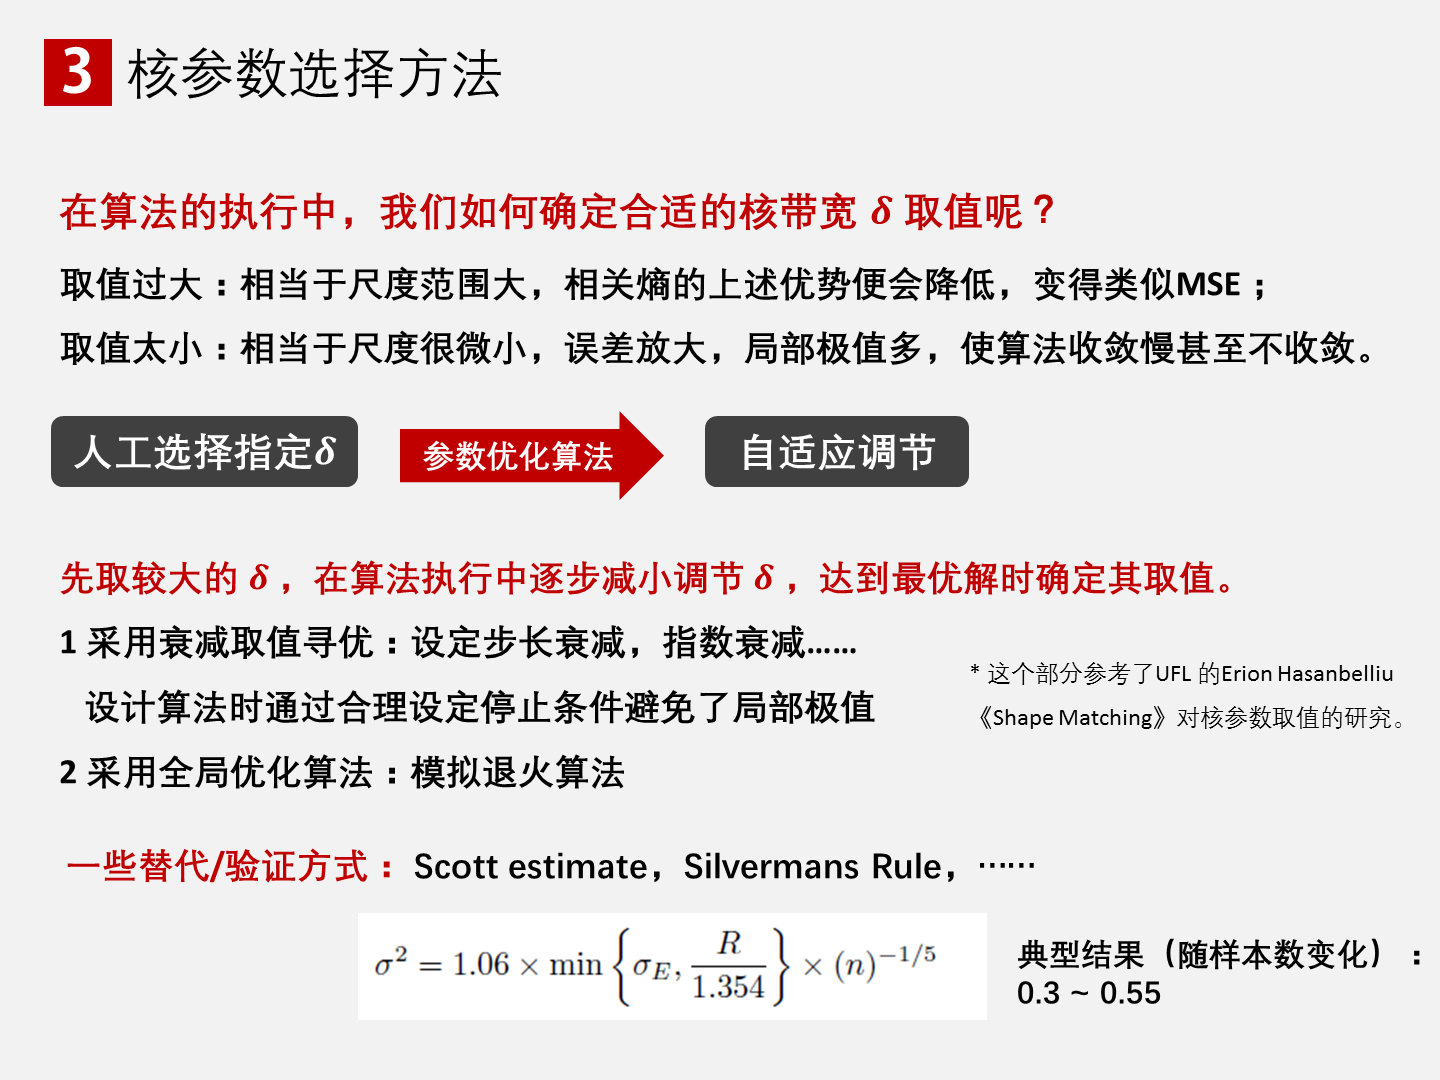 3 核参数选择方法
在算法的执行中，我们如何确定合适的核带宽 δ 取值呢？
取值过大：相当于尺度范围大，相关熵的上述优势便会降低，变得类似MSE；
取值太小：相当于尺度很微小，误差放大，局部极值多，使算法收敛慢甚至不收敛。
人工选择指定δ
参数优化算法
自适应调节
先取较大的 δ ，在算法执行中逐步减小调节 δ ，达到最优解时确定其取值。
1 采用衰减取值寻优：设定步长衰减，指数衰减……
设计算法时通过合理设定停止条件避免了局部极值
2 采用全局优化算法：模拟退火算法
* 这个部分参考了UFL 的Erion Hasanbelliu
《Shape Matching》对核参数取值的研究。
一些替代/验证方式：Scott estimate，Silvermans Rule，……
σ² = 1.06 × min { σ_E, R/1.354 } × (n)^{-1/5}
典型结果（随样本数变化）：
0.3 ~ 0.55